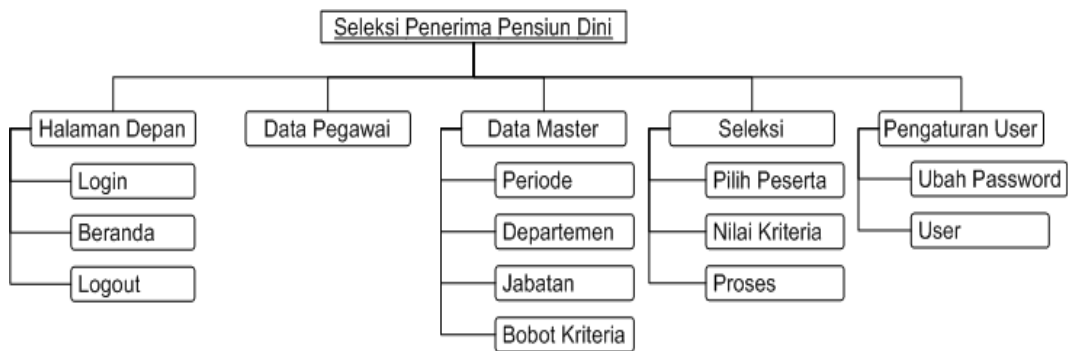 Seleksi Penerima Pensiun Dini
Halaman Depan
Login
Beranda
Logout
Data Pegawai
Data Master
Periode
Departemen
Jabatan
Bobot Kriteria
Seleksi
Pilih Peserta
Nilai Kriteria
Proses
Pengaturan User
Ubah Password
User